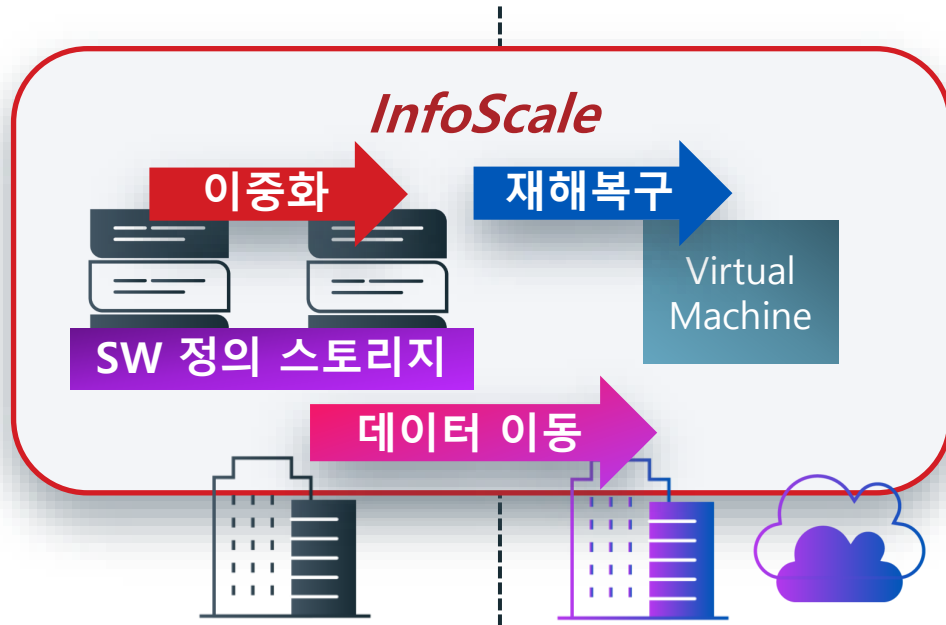 InfoScale
이중화
재해복구
Virtual
Machine
SW 정의 스토리지
데이터 이동